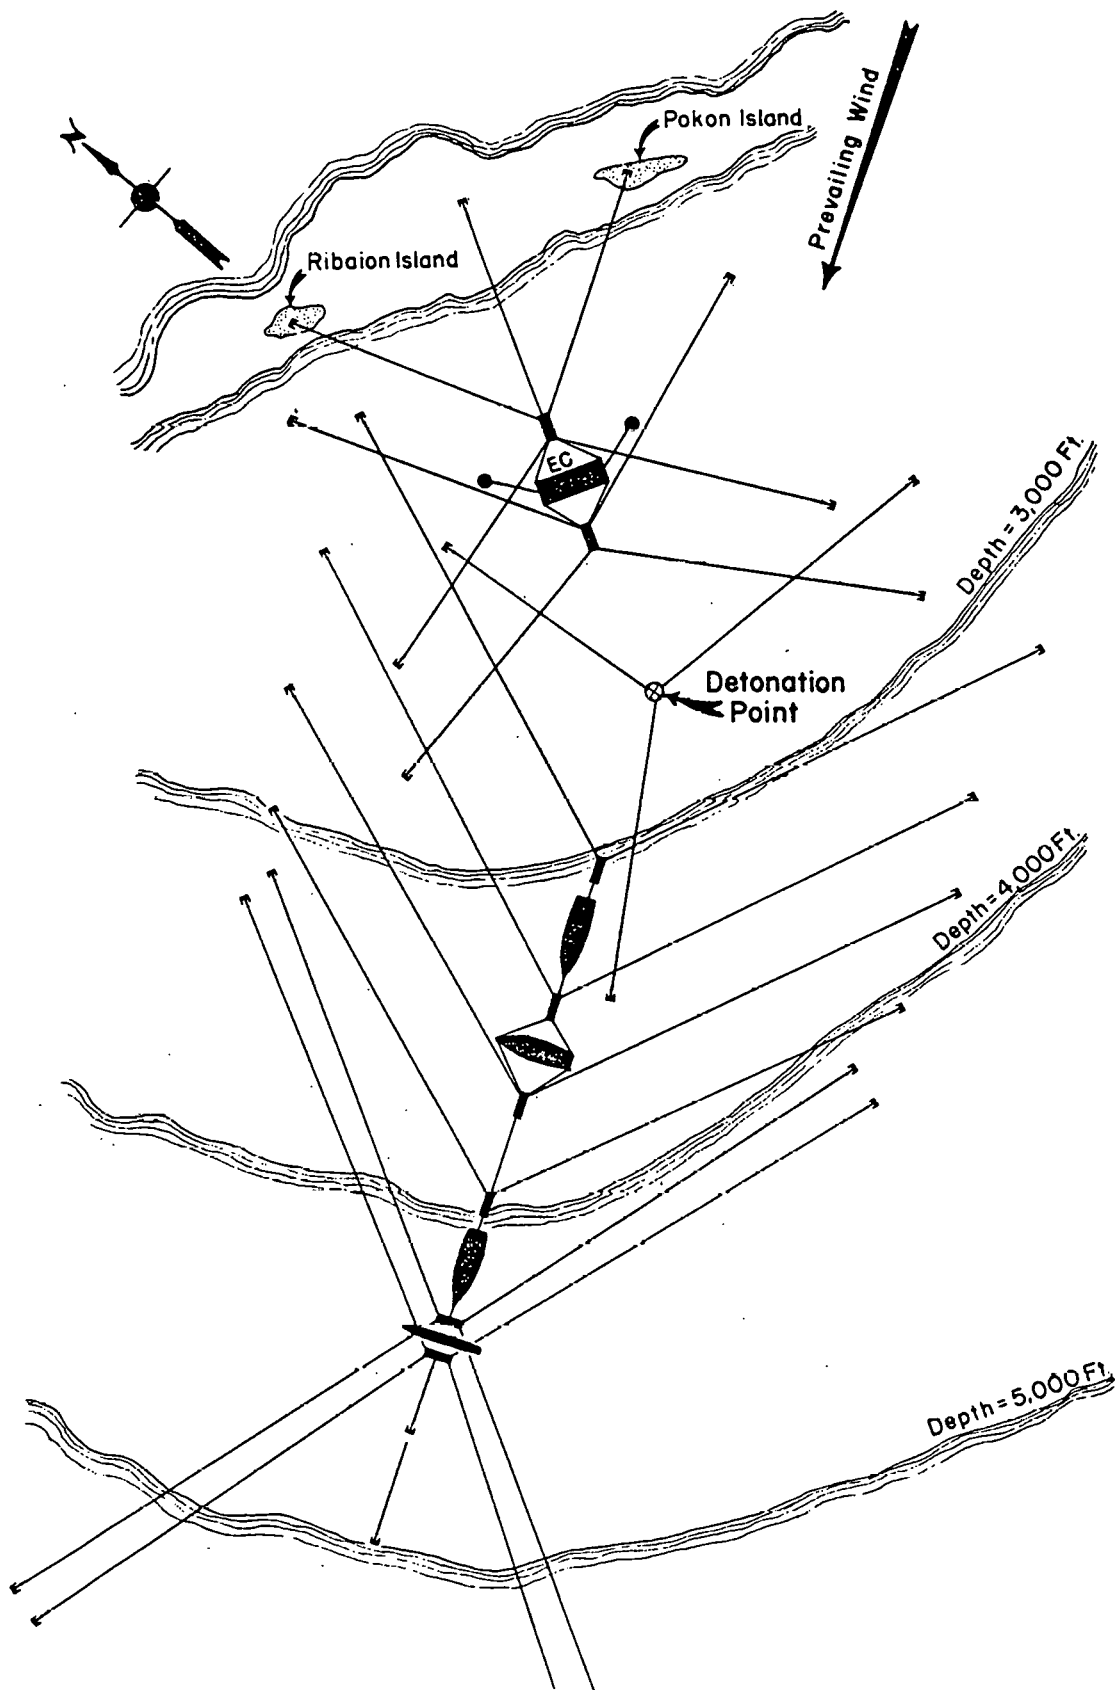 N
Pokon Island
Prevailing Wind
Ribaion Island
EC
Depth = 3,000 Ft.
Detonation
Point
Depth = 4,000 Ft.
Depth = 5,000 Ft.